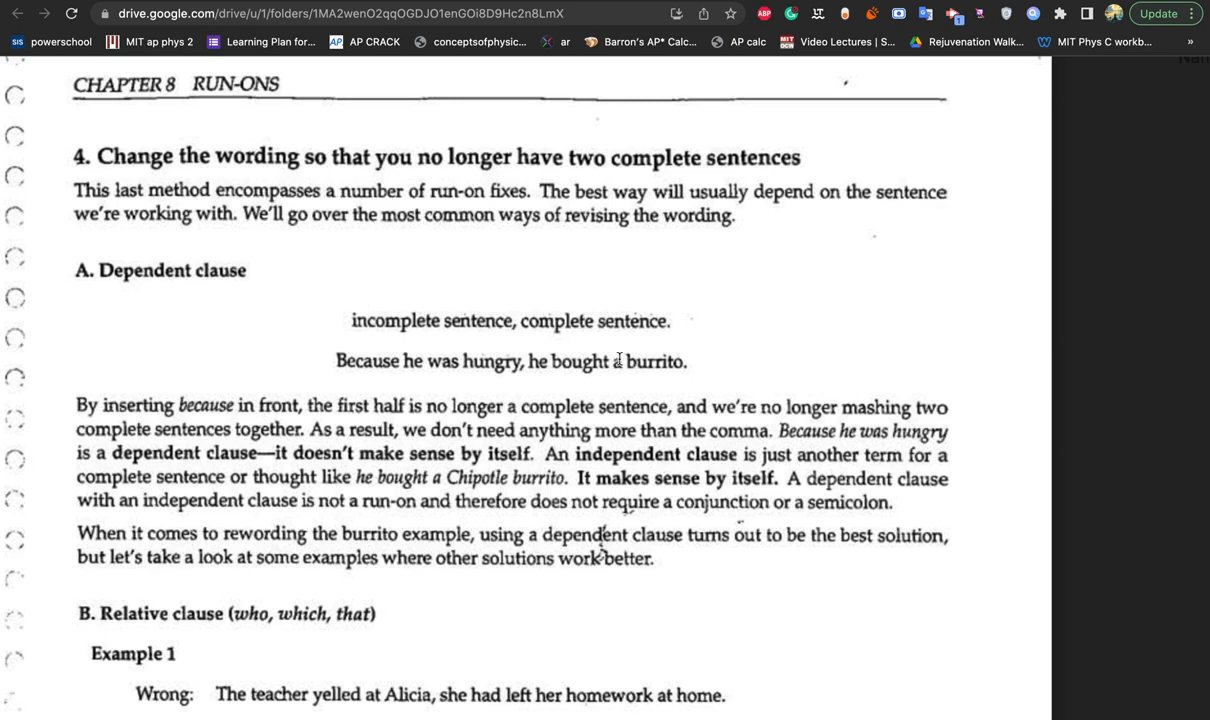 drive.google.com/drive/u/1/folders/1MA2wenO2qqOGDJO1enGOi8D9Hc2n8LmX
Update
powerschool
MIT ap phys 2
Learning Plan for...
AP CRACK
conceptsofphysic...
ar
Barron's AP* Calc...
AP calc
Video Lectures | S...
Rejuvenation Walk...
MIT Phys C workb...
CHAPTER 8 RUN-ONS
4. Change the wording so that you no longer have two complete sentences
This last method encompasses a number of run-on fixes. The best way will usually depend on the sentence
we're working with. We'll go over the most common ways of revising the wording.
A. Dependent clause
incomplete sentence, complete sentence.
Because he was hungry, he bought a burrito.
By inserting because in front, the first half is no longer a complete sentence, and we're no longer mashing two
complete sentences together. As a result, we don't need anything more than the comma. Because he was hungry
is a dependent clause—it doesn't make sense by itself. An independent clause is just another term for a
complete sentence or thought like he bought a Chipotle burrito. It makes sense by itself. A dependent clause
with an independent clause is not a run-on and therefore does not require a conjunction or a semicolon.
When it comes to rewording the burrito example, using a dependent clause turns out to be the best solution,
but let's take a look at some examples where other solutions work better.
B. Relative clause (who, which, that)
Example 1
Wrong: The teacher yelled at Alicia, she had left her homework at home.